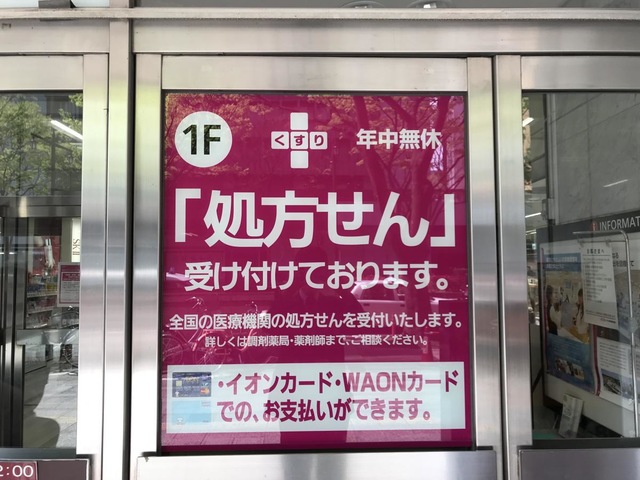 1F
くすり
年中無休
「処方せん」
受け付けております。
全国の医療機関の処方せんを受付いたします。
詳しくは調剤薬局・薬剤師まで、ご相談ください。
・イオンカード・WAONカード
での、お支払いができます。
INFORMAT
2:00